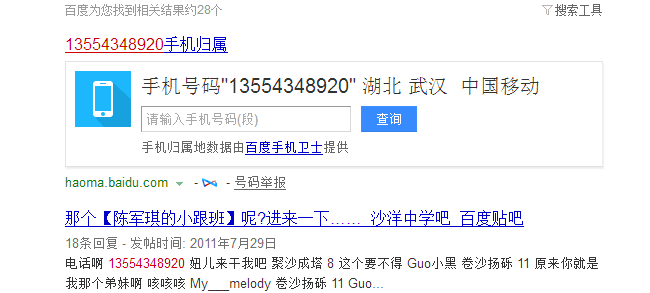 百度为您找到相关结果约28个 搜索工具
13554348920手机归属
手机号码"13554348920" 湖北 武汉 中国移动
请输入手机号码(段) 查询
手机归属地数据由百度手机卫士提供
haoma.baidu.com - - 号码举报
那个【陈军琪的小跟班】呢?进来一下…… 沙洋中学吧 百度贴吧
18条回复 - 发帖时间: 2011年7月29日
电话啊 13554348920 妞儿来干我吧 聚沙成塔 8 这个要不得 Guo小黑 卷沙扬砾 11 原来你就是
我那个弟妹啊 咳咳咳 My___melody 卷沙扬砾 11 Guo...